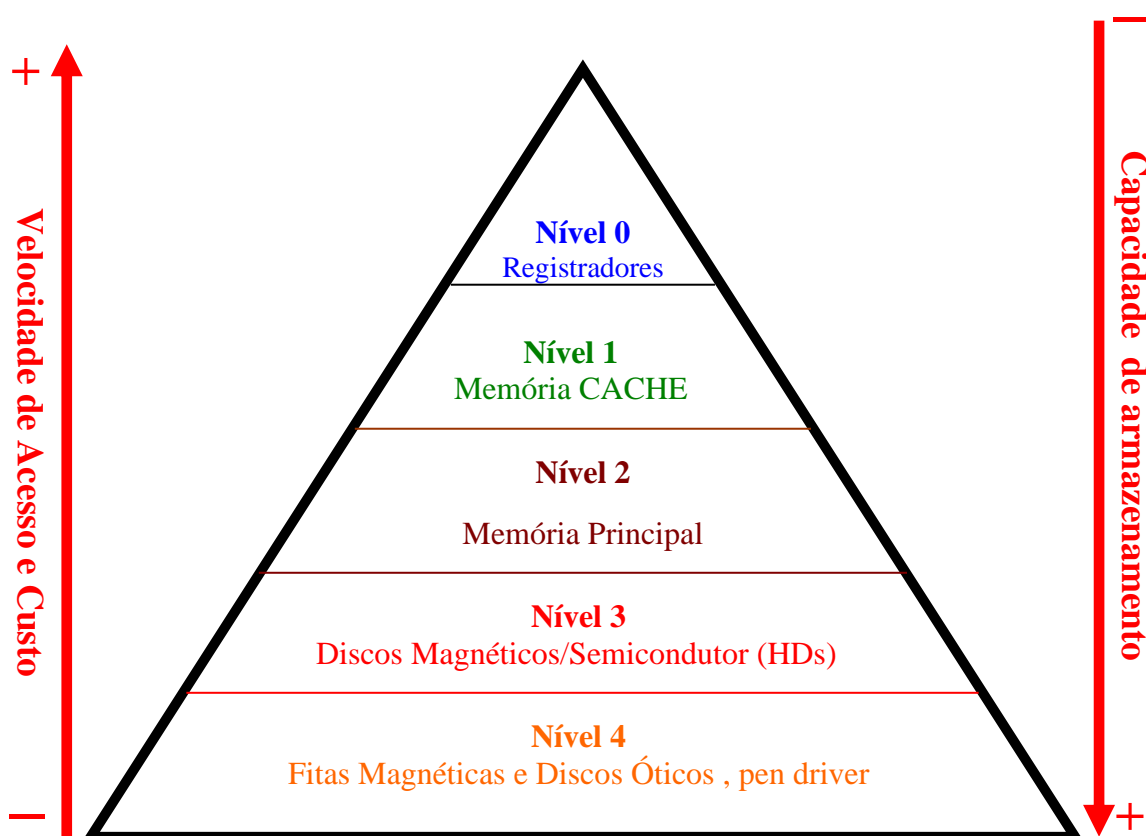 +
Velocidade de Acesso e Custo
–
Nível 0
Registradores
Nível 1
Memória CACHE
Nível 2
Memória Principal
Nível 3
Discos Magnéticos/Semicondutor (HDs)
Nível 4
Fitas Magnéticas e Discos Óticos , pen driver
–
Capacidade de armazenamento
+